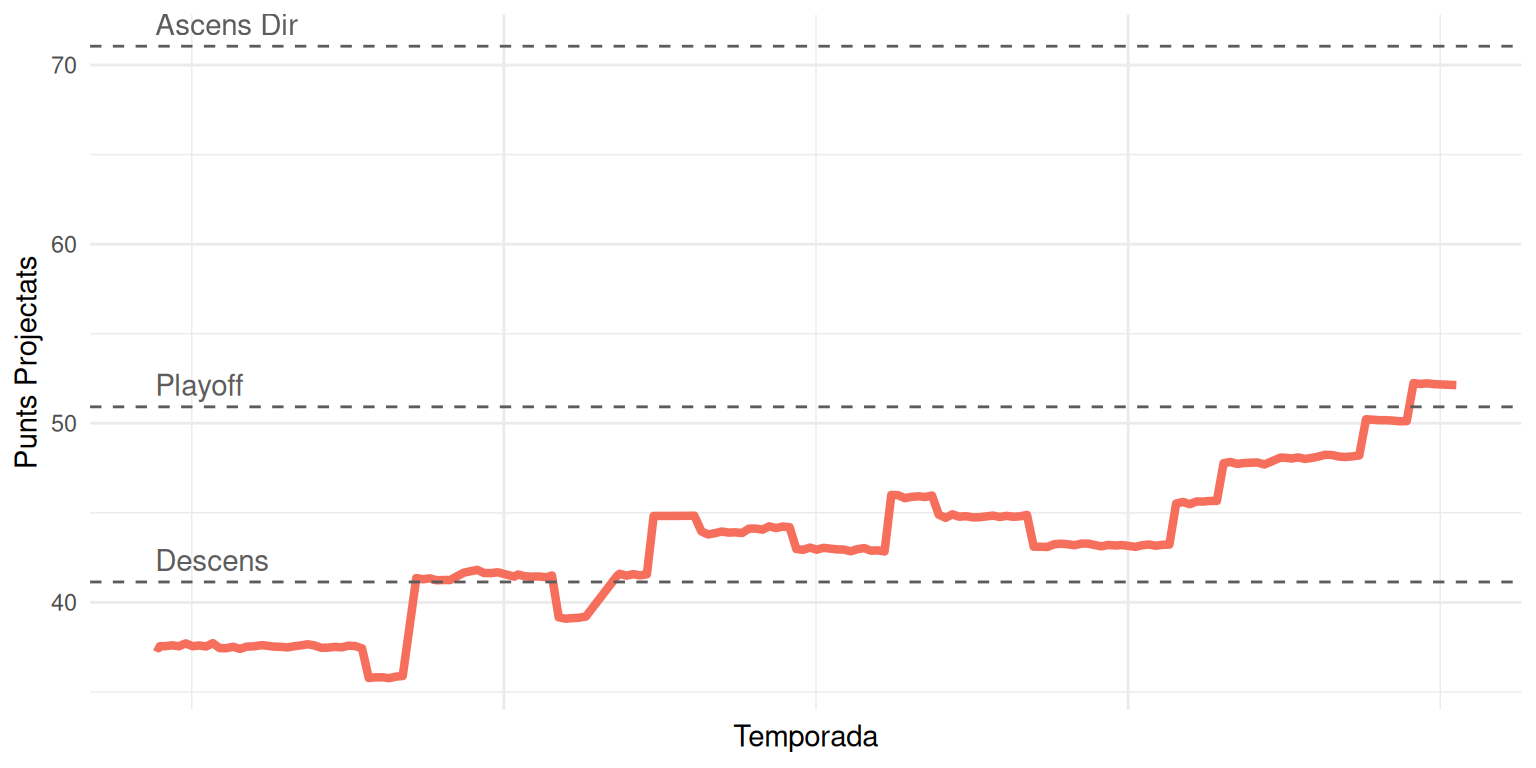 Ascens Dir
70
60
Punts Projectats
Playoff
50
Descens
40
Temporada